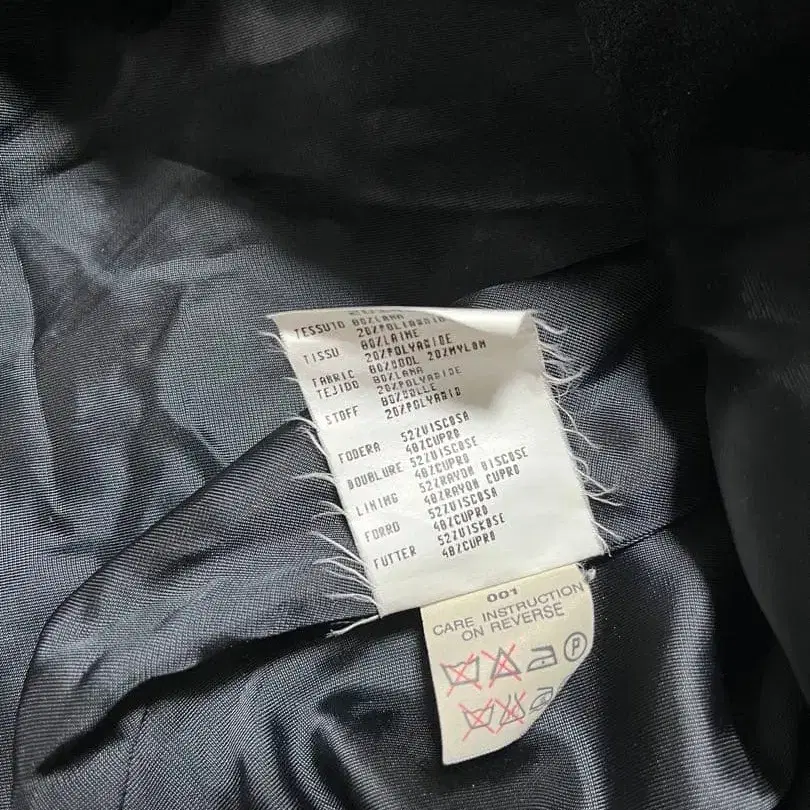 TESSUTO 80%LANA
20%POLIAMID
TISSU 80%LAINE
20%POLYAMIDE
FABRIC 80%WOOL 20%NYLON
TEJIDO 80%LANA
20%POLYAMIDE
STOFF 80%WOLLE
20%POLYAMID
FODERA 52%VISCOSA
48%CUPRO
DOUBLURE 52%VISCOSE
48%CUPRO
LINING 52%RAYON VISCOSE
48%RAYON CUPRO
FORRO 52%VISCOSA
48%CUPRO
FUTTER 52%VISKOSE
48%CUPRO
001
CARE INSTRUCTION
ON REVERSE
P